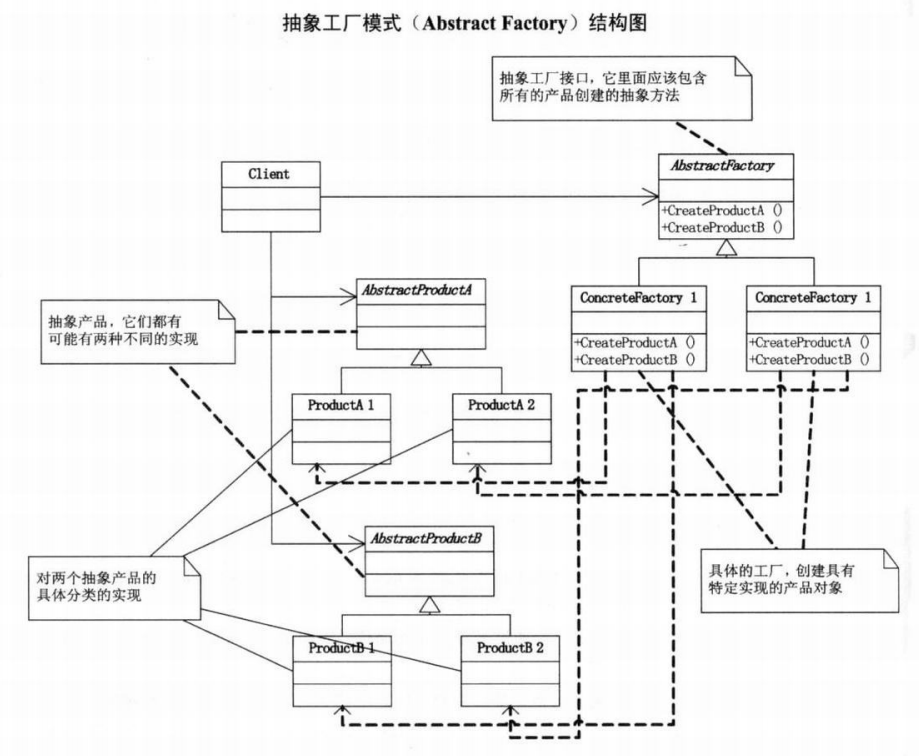 抽象工厂模式（Abstract Factory）结构图
抽象工厂接口，它里面应该包含
所有的产品创建的抽象方法
Client
AbstractFactory
+CreateProductA ()
+CreateProductB ()
AbstractProductA
ConcreteFactory 1
+CreateProductA ()
+CreateProductB ()
ConcreteFactory 1
+CreateProductA ()
+CreateProductB ()
抽象产品，它们都有
可能有两种不同的实现
ProductA 1
ProductA 2
AbstractProductB
对两个抽象产品的
具体分类的实现
具体的工厂，创建具有
特定实现的产品对象
ProductB 1
ProductB 2